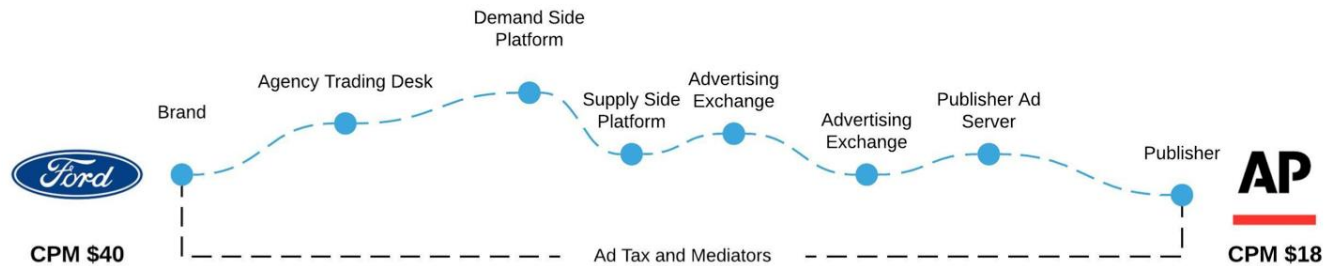 Demand Side
Platform
Agency Trading Desk
Brand
Supply Side
Platform
Advertising
Exchange
Advertising
Exchange
Publisher Ad
Server
Publisher
Ford
AP
CPM $40
Ad Tax and Mediators
CPM $18